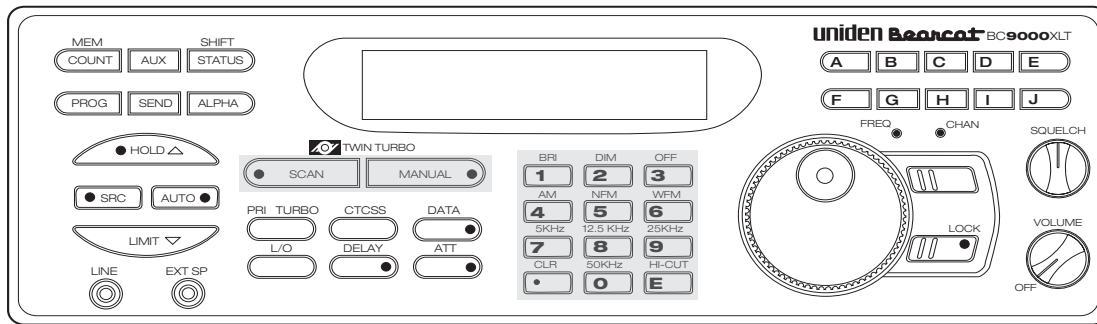 uniden Bearcat BC9000XLT
MEM SHIFT
COUNT AUX STATUS
PROG SEND ALPHA
A B C D E
F G H I J
FREQ CHAN
SQUELCH
HOLD
SRC AUTO
LIMIT
LINE EXT SP
TWIN TURBO
SCAN MANUAL
PRI TURBO CTCSS DATA
L/O DELAY ATT
BRI DIM OFF
1 2 3
AM NFM WFM
4 5 6
5KHz 12.5 KHz 25KHz
7 8 9
CLR 50KHz HI-CUT
. 0 E
LOCK
VOLUME
OFF